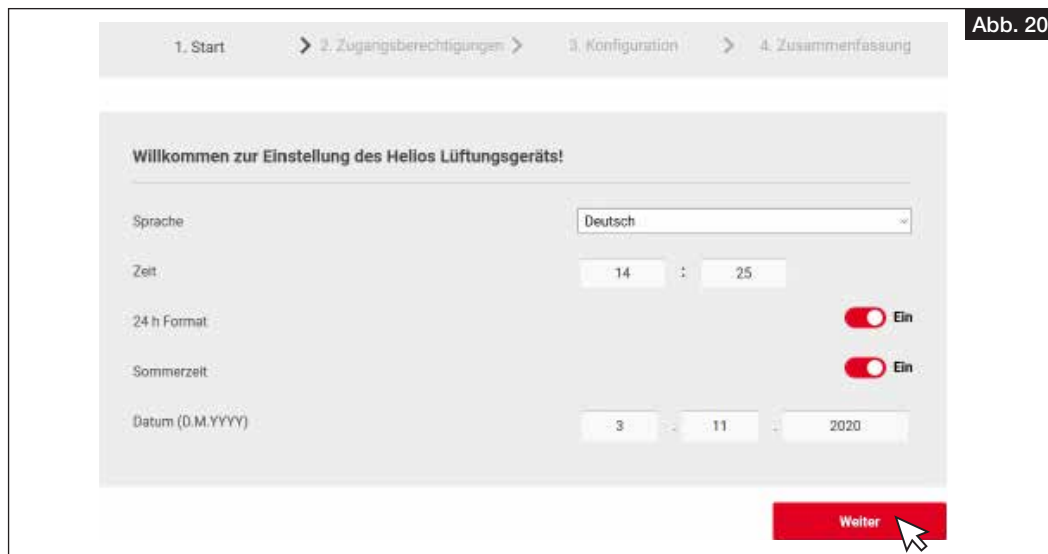 Abb. 20
1. Start > 2. Zugangsberechtigungen > 3. Konfiguration > 4. Zusammenfassung
Willkommen zur Einstellung des Helios Lüftungsgeräts!
Sprache Deutsch
Zeit 14 : 25
24 h Format Ein
Sommerzeit Ein
Datum (D.M.YYYY) 3 . 11 . 2020
Weiter